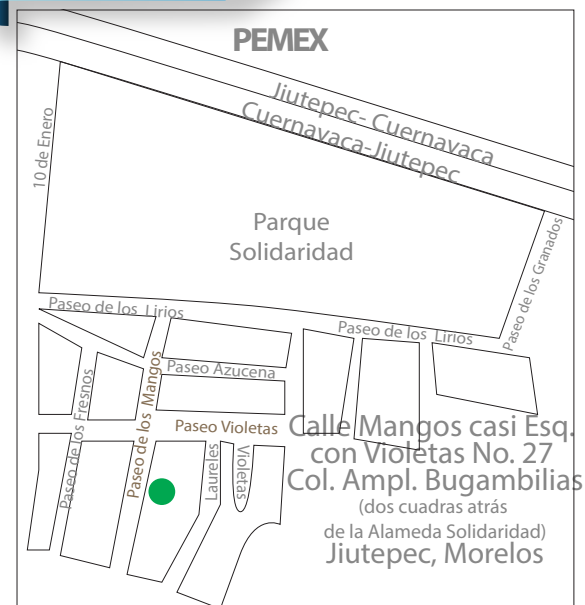 PEMEX
Jiutepec- Cuernavaca
Cuernavaca-Jiutepec
10 de Enero
Parque
Solidaridad
Paseo de los Granados
Paseo de los Lirios
Paseo de los Lirios
Paseo Azucena
Paseo de los Fresnos
Paseo de los Mangos
Paseo Violetas
Laureles
Violetas
Calle Mangos casi Esq.
con Violetas No. 27
Col. Ampl. Bugambilias
(dos cuadras atrás
de la Alameda Solidaridad)
Jiutepec, Morelos